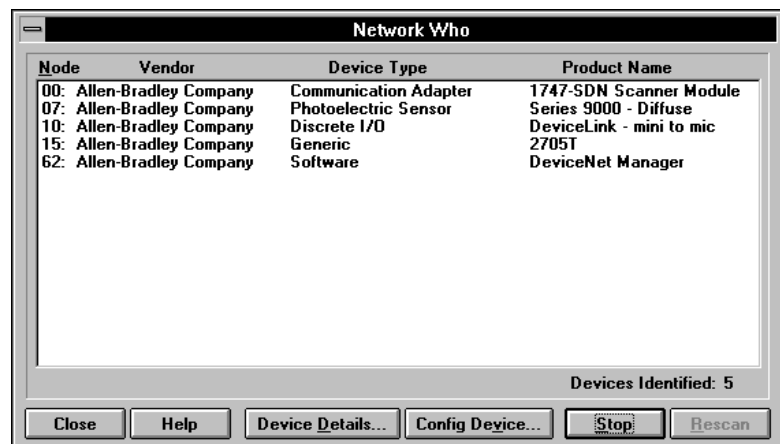 Network Who
Node Vendor Device Type Product Name
00: Allen-Bradley Company Communication Adapter 1747-SDN Scanner Module
07: Allen-Bradley Company Photoelectric Sensor Series 9000 - Diffuse
10: Allen-Bradley Company Discrete I/O DeviceLink - mini to mic
15: Allen-Bradley Company Generic 2705T
62: Allen-Bradley Company Software DeviceNet Manager
Devices Identified: 5
Close Help Device Details... Config Device... Stop Rescan